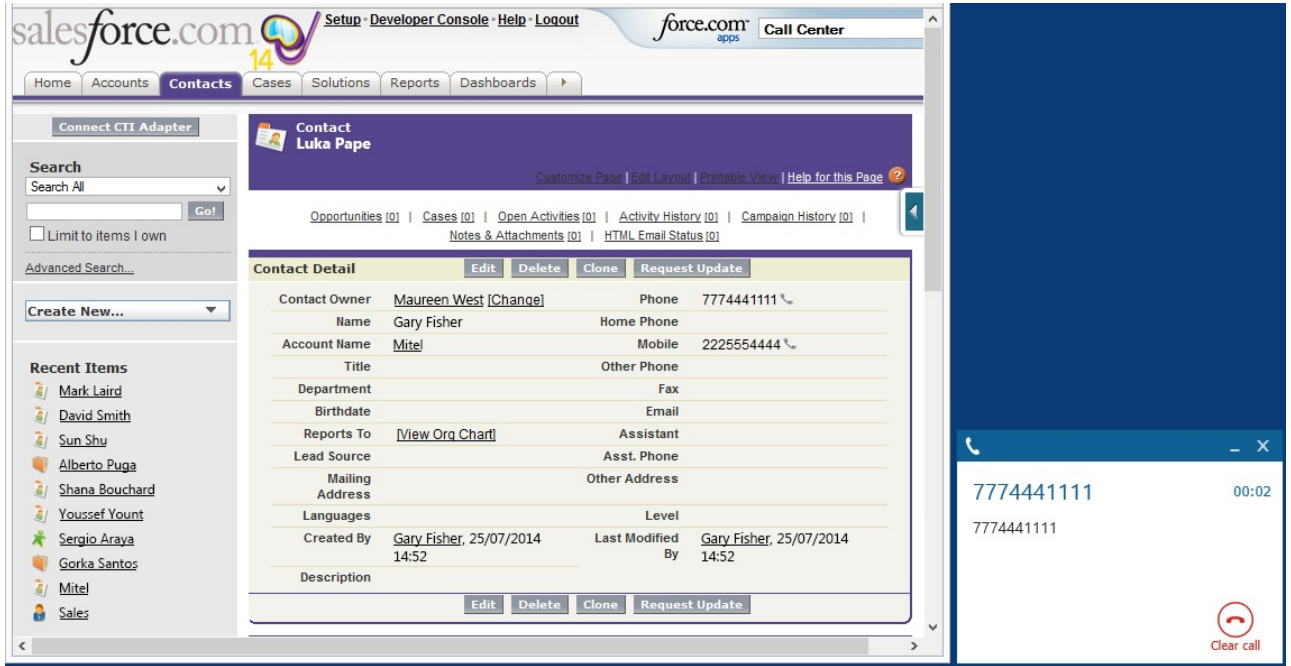 salesforce.com
14
Setup · Developer Console · Help · Logout
force.com apps Call Center
Home Accounts Contacts Cases Solutions Reports Dashboards
Connect CTI Adapter
Search
Search All
Go!
Limit to items I own
Advanced Search...
Create New...
Recent Items
Mark Laird
David Smith
Sun Shu
Alberto Puga
Shana Bouchard
Youssef Yount
Sergio Araya
Gorka Santos
Mitel
Sales
Contact
Luka Pape
Customize Page | Edit Layout | Printable View | Help for this Page ?
Opportunities [0] | Cases [0] | Open Activities [0] | Activity History [0] | Campaign History [0] |
Notes & Attachments [0] | HTML Email Status [0]
Contact Detail Edit Delete Clone Request Update
Contact Owner Maureen West [Change] Phone 7774441111
Name Gary Fisher Home Phone
Account Name Mitel Mobile 2225554444
Title Other Phone
Department Fax
Birthdate Email
Reports To [View Org Chart] Assistant
Lead Source Asst. Phone
Mailing Other Address
Address
Languages Level
Created By Gary Fisher, 25/07/2014 Last Modified Gary Fisher, 25/07/2014
14:52 By 14:52
Description
Edit Delete Clone Request Update
7774441111 00:02
7774441111
Clear call